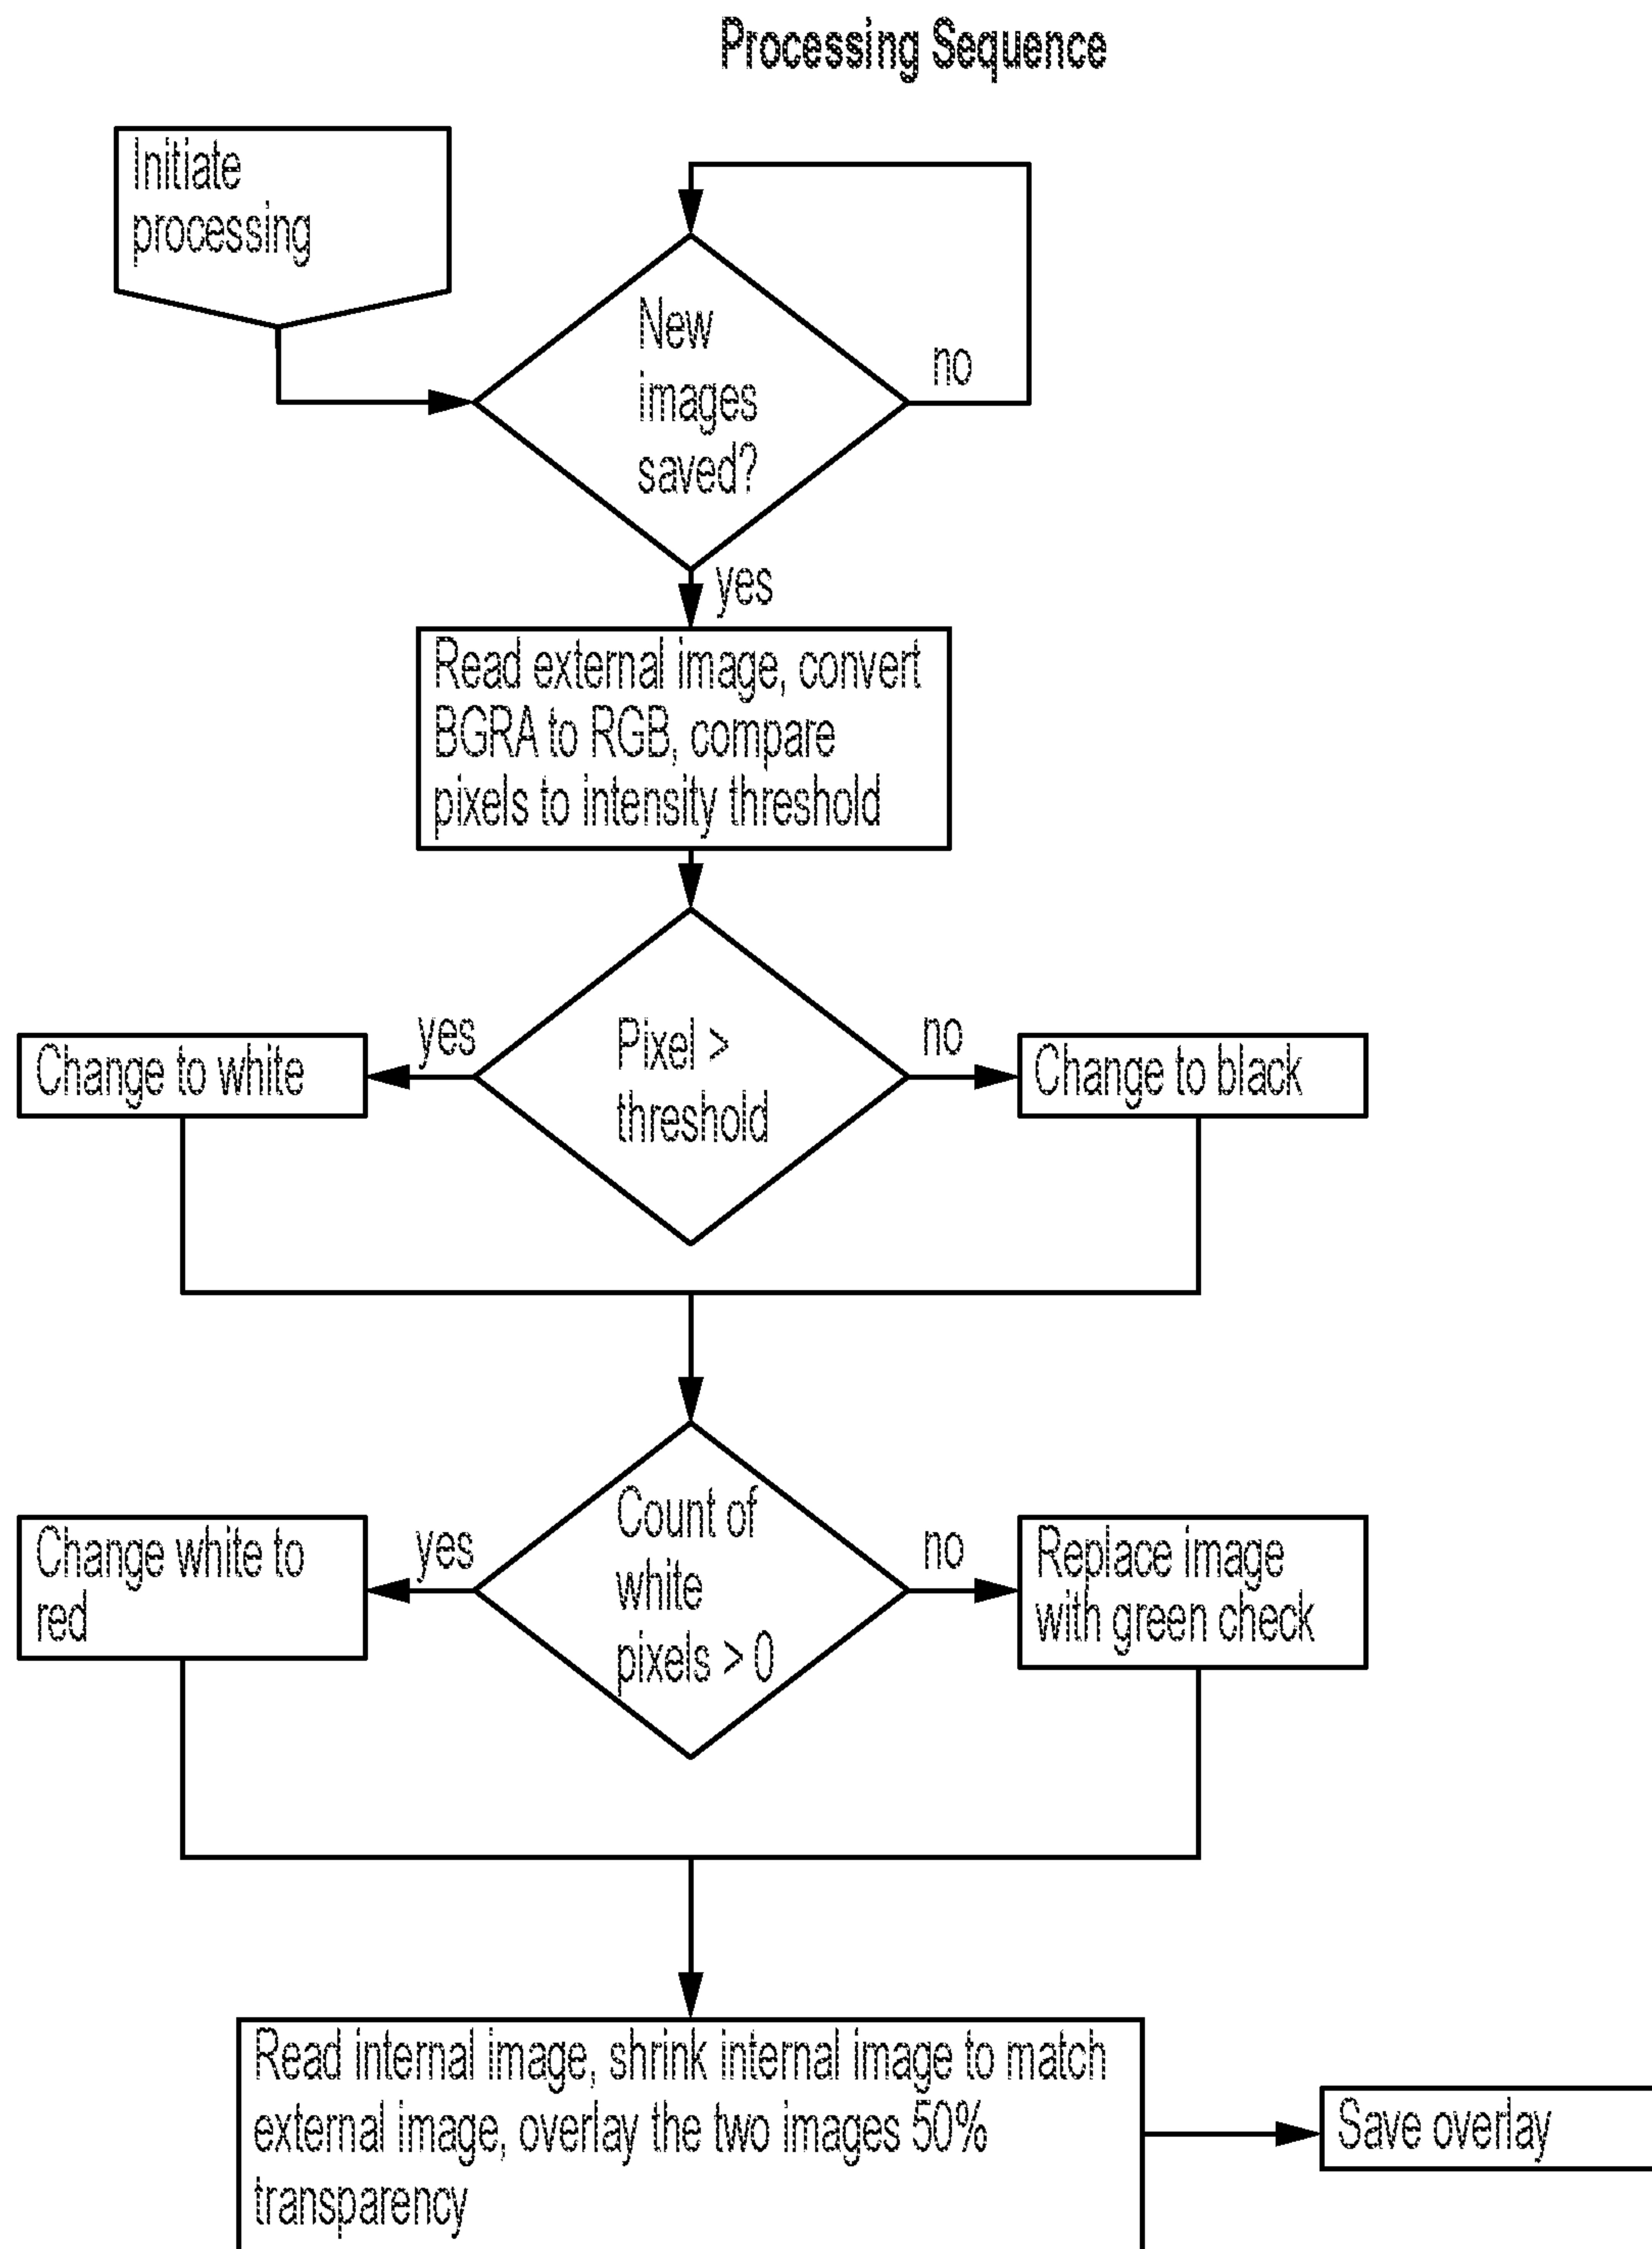 Processing Sequence
Initiate
processing
New
images
saved?
no
yes
Read external image, convert
BGRA to RGB, compare
pixels to intensity threshold
yes
Pixel >
threshold
no
Change to white
Change to black
Count of
white
pixels > 0
yes
no
Change white to
red
Replace image
with green check
Read internal image, shrink internal image to match
external image, overlay the two images 50%
transparency
Save overlay